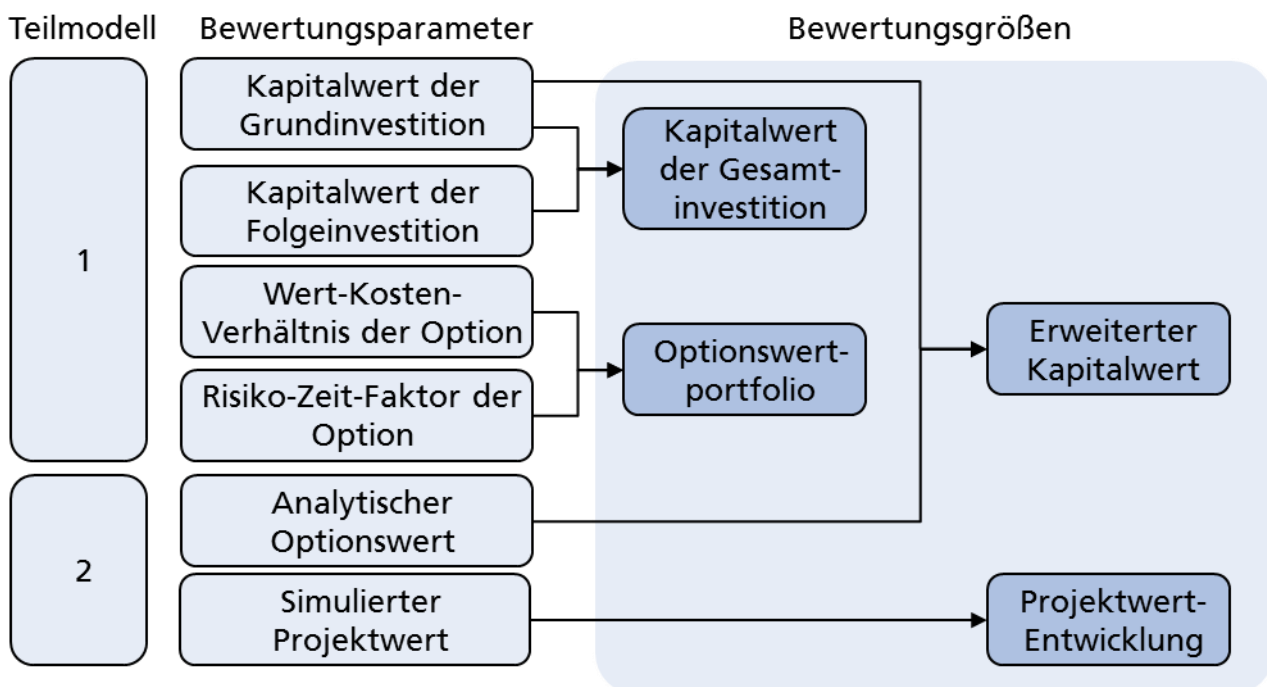 Teilmodell
Bewertungsparameter
Bewertungsgrößen
1
Kapitalwert der
Grundinvestition
Kapitalwert der
Folgeinvestition
Wert-Kosten-
Verhältnis der Option
Risiko-Zeit-Faktor der
Option
Kapitalwert
der Gesamt-
investition
Optionswert-
portfolio
Erweiterter
Kapitalwert
2
Analytischer
Optionswert
Simulierter
Projektwert
Projektwert-
Entwicklung